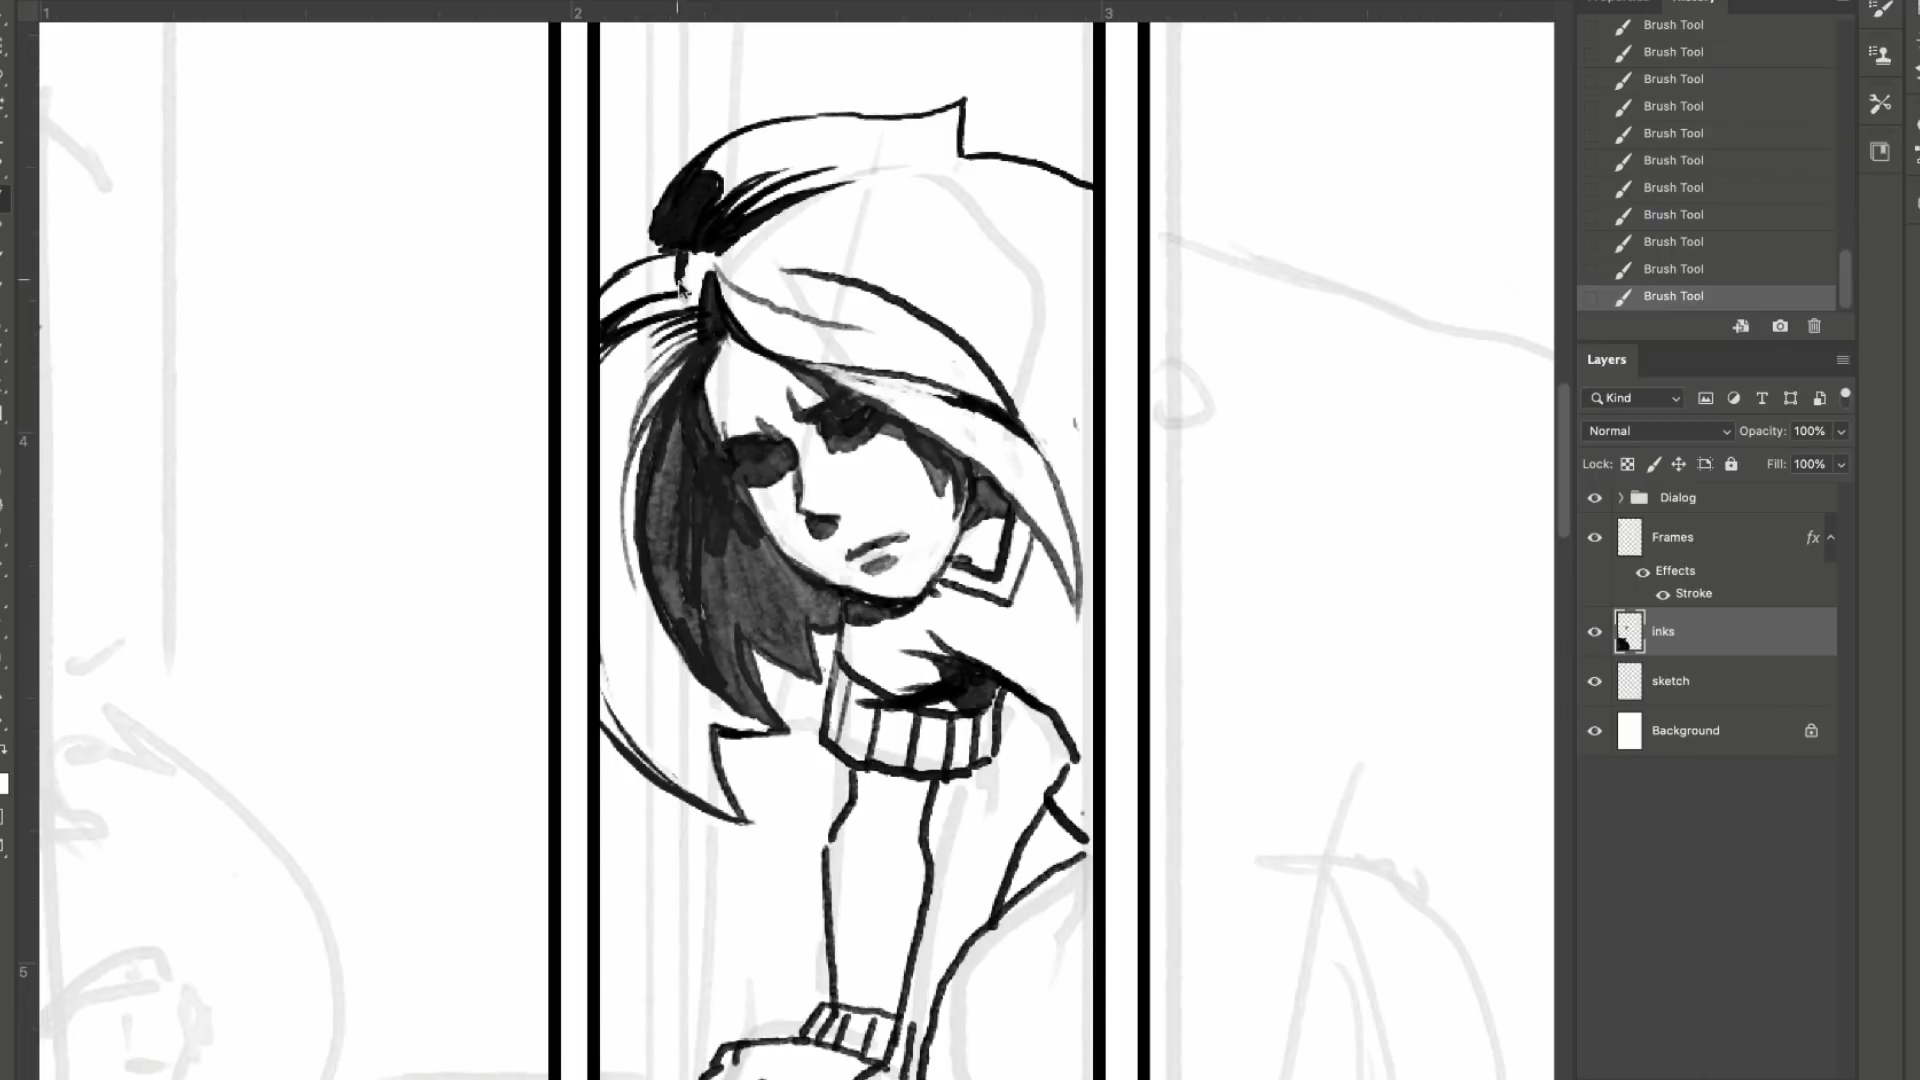 1
2
3
4
5
Brush Tool
Brush Tool
Brush Tool
Brush Tool
Brush Tool
Brush Tool
Brush Tool
Brush Tool
Brush Tool
Brush Tool
Brush Tool
Layers
Kind
Normal
Opacity: 100%
Lock:
Fill: 100%
Dialog
Frames
fx
Effects
Stroke
inks
sketch
Background